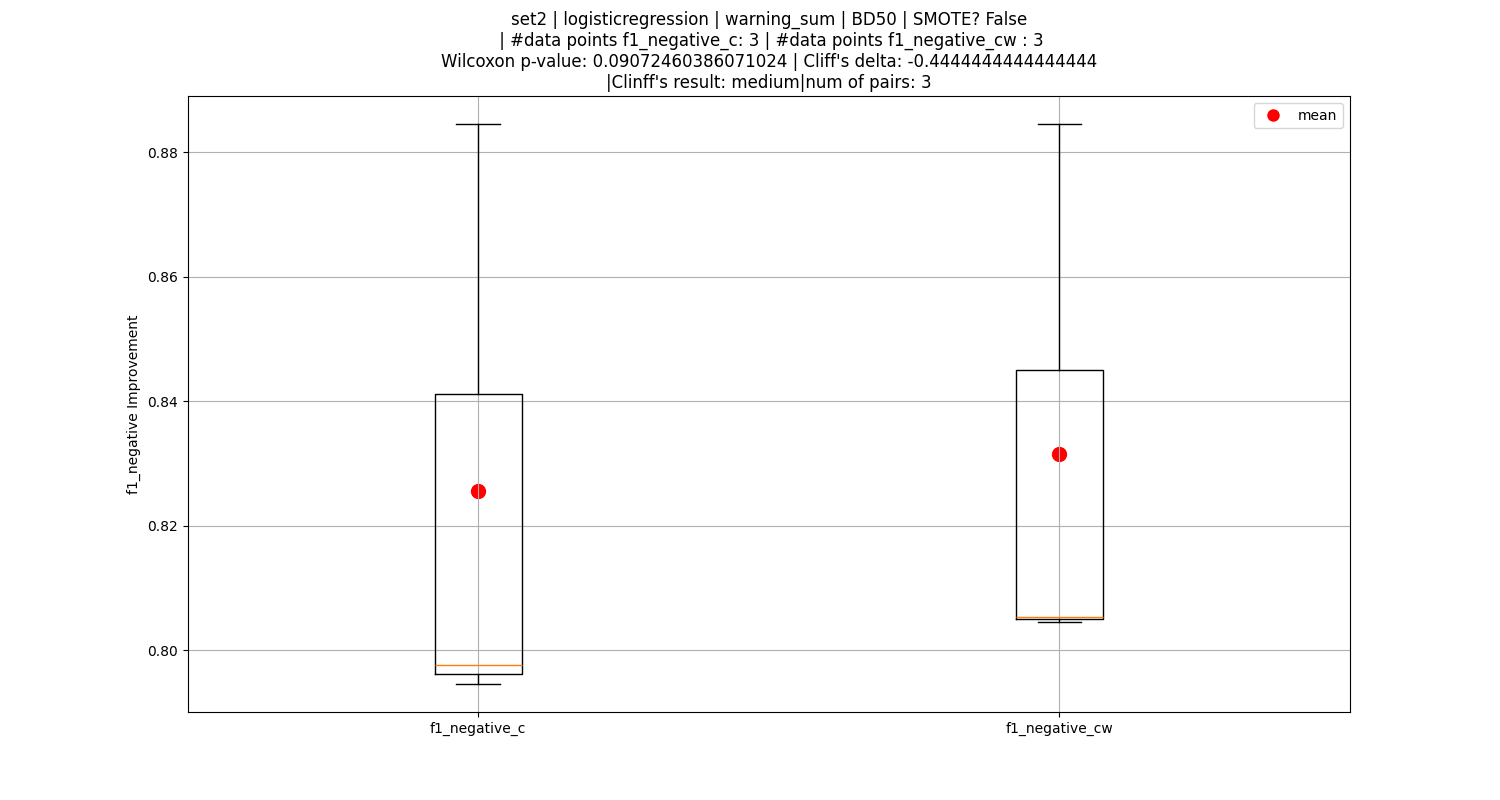 set2 | logisticregression | warning_sum | BD50 | SMOTE? False
| #data points f1_negative_c: 3 | #data points f1_negative_cw : 3
Wilcoxon p-value: 0.09072460386071024 | Cliff's delta: -0.4444444444444444
|Clinff's result: medium|num of pairs: 3
mean
0.88
0.86
0.84
0.82
0.80
f1_negative Improvement
f1_negative_c
f1_negative_cw